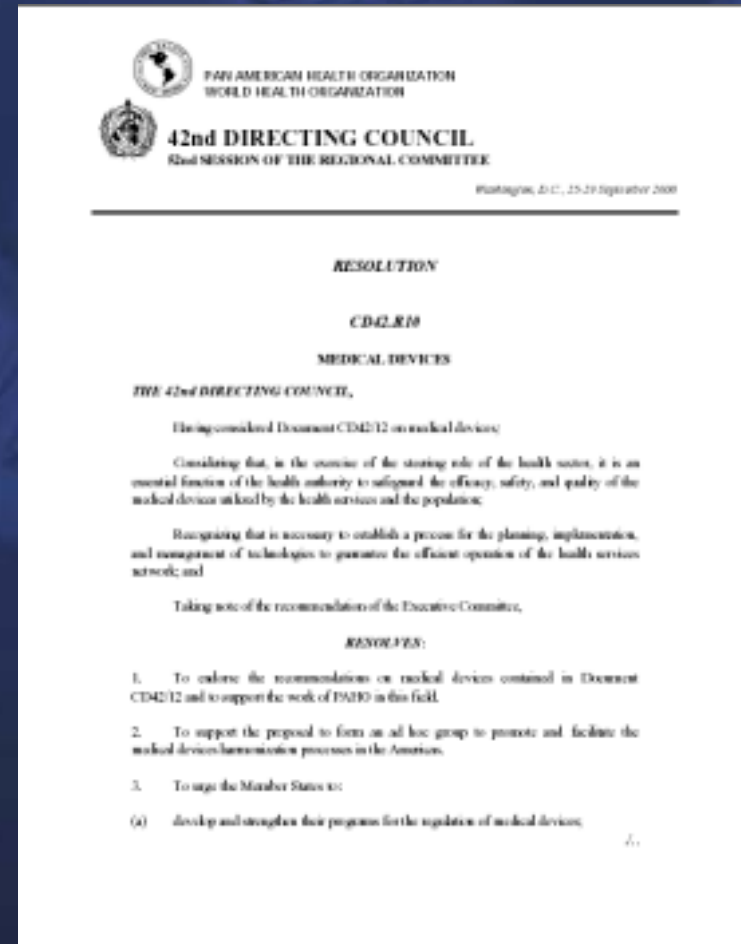 PAN AMERICAN HEALTH ORGANIZATION
WORLD HEALTH ORGANIZATION
42nd DIRECTING COUNCIL
52nd SESSION OF THE REGIONAL COMMITTEE
Washington, D.C., 25-29 September 2000
RESOLUTION
CD42.R10
MEDICAL DEVICES
THE 42nd DIRECTING COUNCIL,
Having considered Document CD42/12 on medical devices;
Considering that, in the exercise of the steering role of the health sector, it is an
essential function of the health authority to safeguard the efficacy, safety, and quality of the
medical devices utilized by the health services and the population;
Recognizing that is necessary to establish a process for the planning, implementation,
and management of technologies to guarantee the efficient operation of the health services
network; and
Taking note of the recommendation of the Executive Committee,
RESOLVES:
1. To endorse the recommendations on medical devices contained in Document
CD42/12 and to support the work of PAHO in this field.
2. To support the proposal to form an ad hoc group to promote and facilitate the
medical devices harmonization processes in the Americas.
3. To urge the Member States to:
(a) develop and strengthen their programs for the regulation of medical devices;
/..